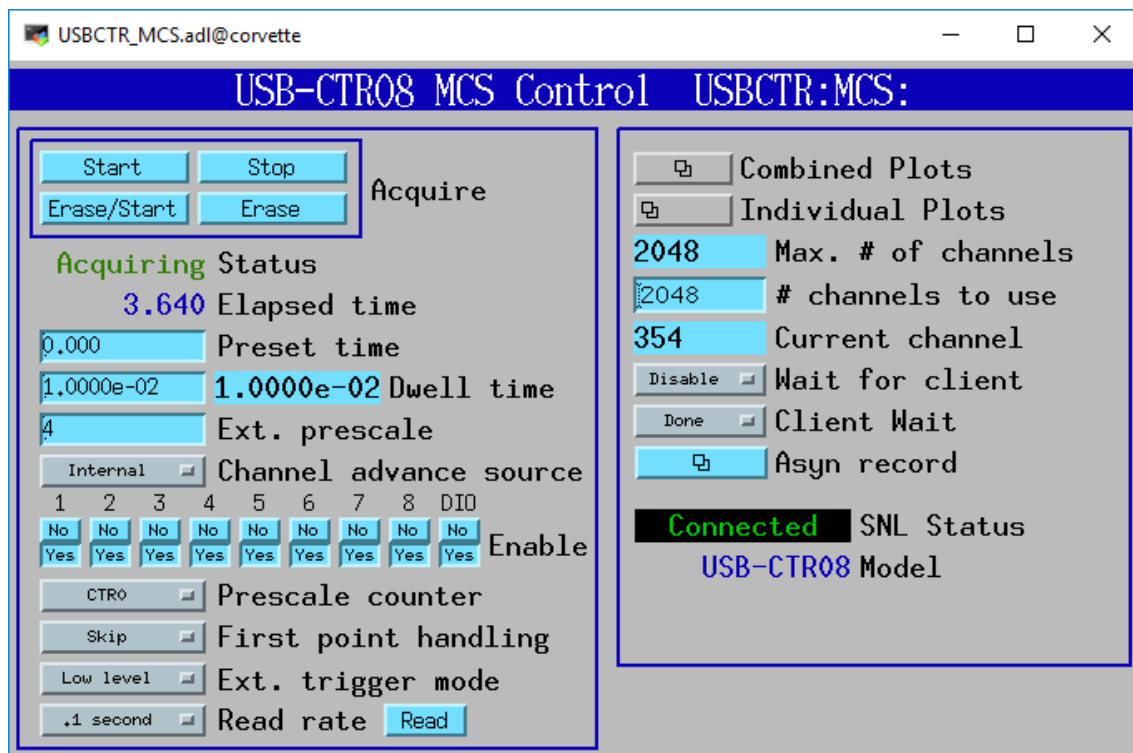 USBCTR_MCS.adl@corvette
USB-CTR08 MCS Control USBCTR:MCS:
Start Stop
Erase/Start Erase
Acquire
Acquiring Status
3.640 Elapsed time
0.000 Preset time
1.0000e-02 1.0000e-02 Dwell time
4 Ext. prescale
Internal Channel advance source
1 2 3 4 5 6 7 8 DIO
No No No No No No No No No
Yes Yes Yes Yes Yes Yes Yes Yes Yes
Enable
CTR0 Prescale counter
Skip First point handling
Low level Ext. trigger mode
.1 second Read rate Read
Combined Plots
Individual Plots
2048 Max. # of channels
2048 # channels to use
354 Current channel
Disable Wait for client
Done Client Wait
Asyn record
Connected SNL Status
USB-CTR08 Model